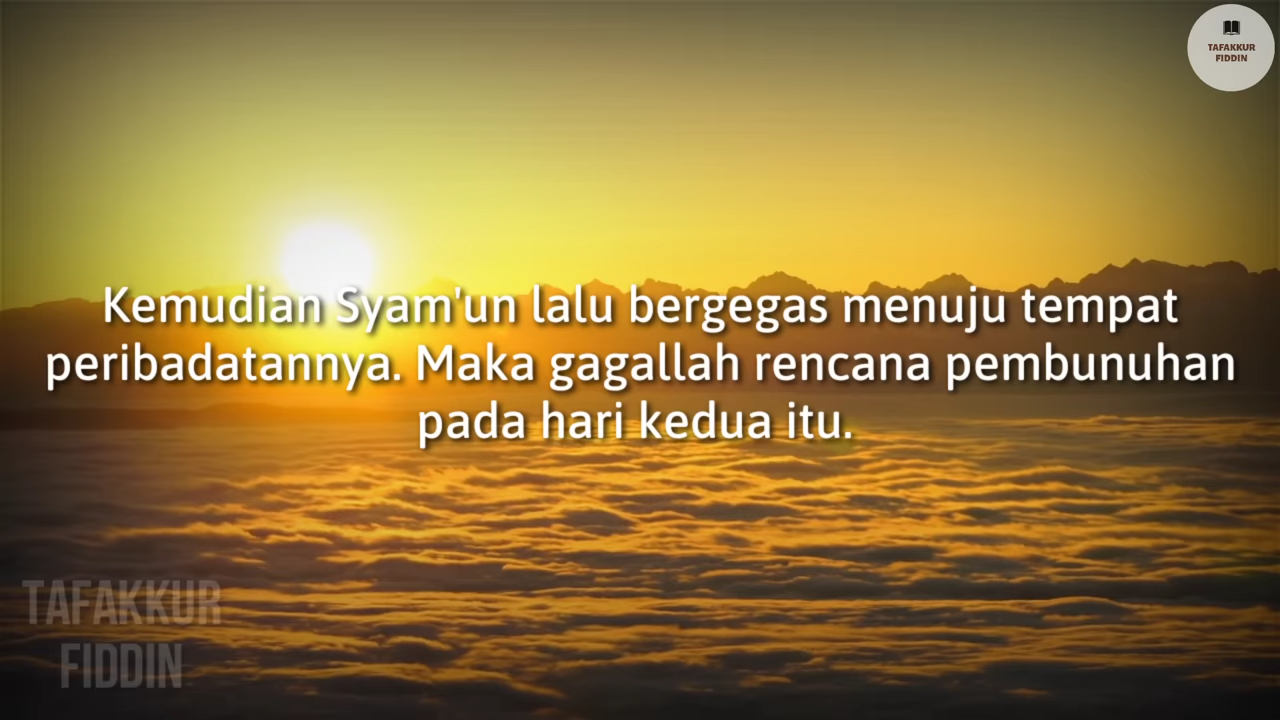 TAFAKKUR
FIDDIN
Kemudian Syam'un lalu bergegas menuju tempat
peribadatannya. Maka gagallah rencana pembunuhan
pada hari kedua itu.
TAFAKKUR
FIDDIN